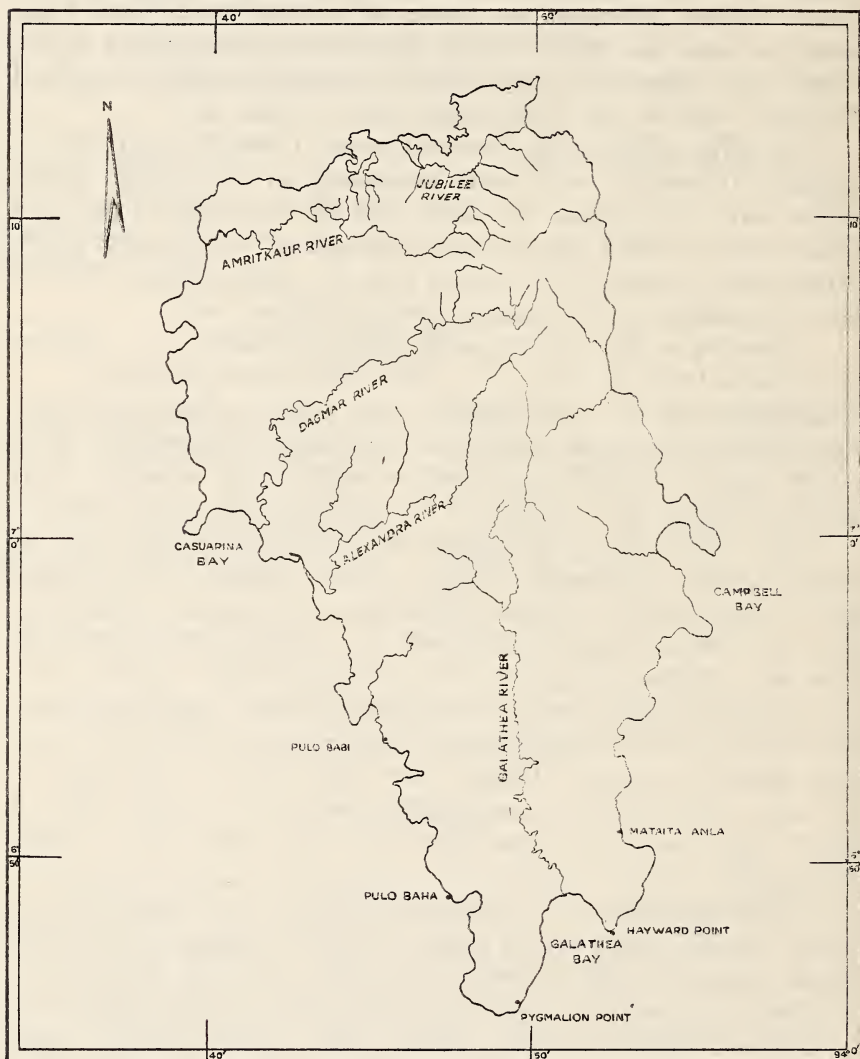 40'
50'
N
JUBILEE
RIVER
10'
10'
AMRITKAUR RIVER
DAGMAR RIVER
7°
0'
7°
0'
ALEXANDRA RIVER
CASUARINA
BAY
CAMPBELL
BAY
GALATHEA RIVER
PULO BABI
MATAITA ANLA
6°
50'
6°
50'
PULO BAHA
HAYWARD POINT
GALATHEA
BAY
PYGMALION POINT
40'
50'
94°0'